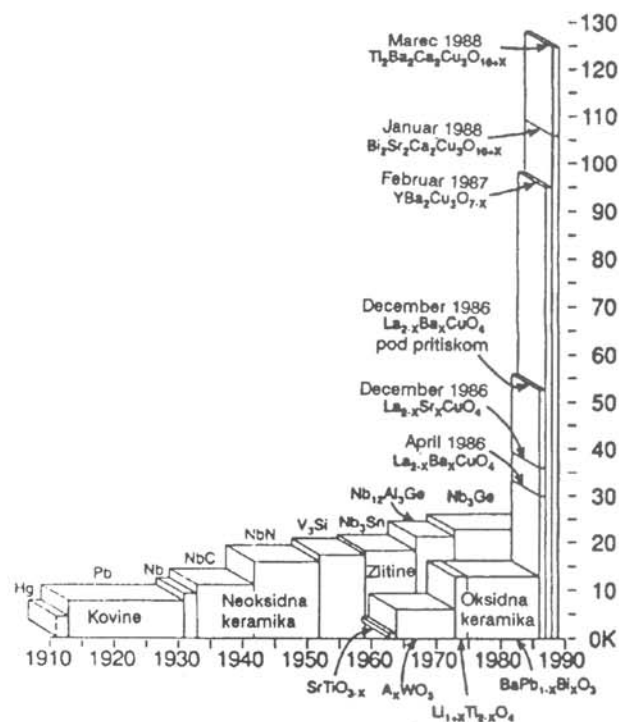 130
Marec 1988
Tl₂Ba₂Ca₂Cu₃O₁₀₊ₓ
120
110
Januar 1988
Bi₂Sr₂Ca₂Cu₃O₁₀₊ₓ
100
Februar 1987
YBa₂Cu₃O₇₋ₓ
90
80
70
December 1986
La₂₋ₓBaₓCuO₄
pod pritiskom
60
50
December 1986
La₂₋ₓSrₓCuO₄
40
April 1986
La₂₋ₓBaₓCuO₄
30
Nb₁₂Al₃Ge
Nb₃Ge
V₃Si
Nb₃Sn
NbN
20
Hg
Pb
Nb
NbC
Zlitine
10
Kovine
Neoksidna
keramika
Oksidna
keramika
0K
1910 1920 1930 1940 1950 1960 1970 1980 1990
SrTiO₃₋ₓ
AₓWO₃
BaPb₁₋ₓBiₓO₃
Li₁₊ₓTi₂₋ₓO₄